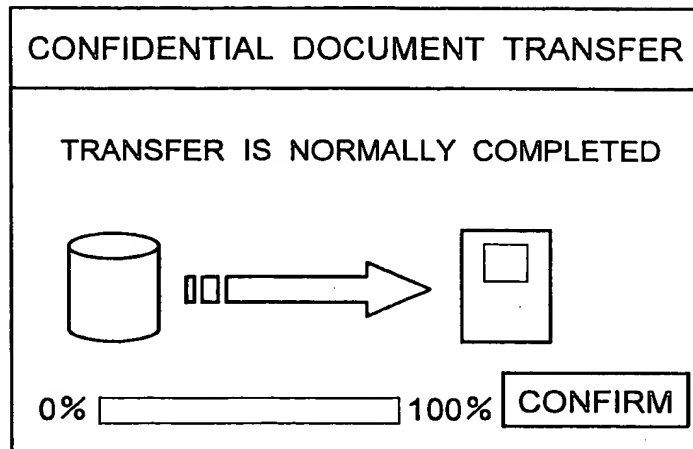 CONFIDENTIAL DOCUMENT TRANSFER
TRANSFER IS NORMALLY COMPLETED
0% 100% CONFIRM